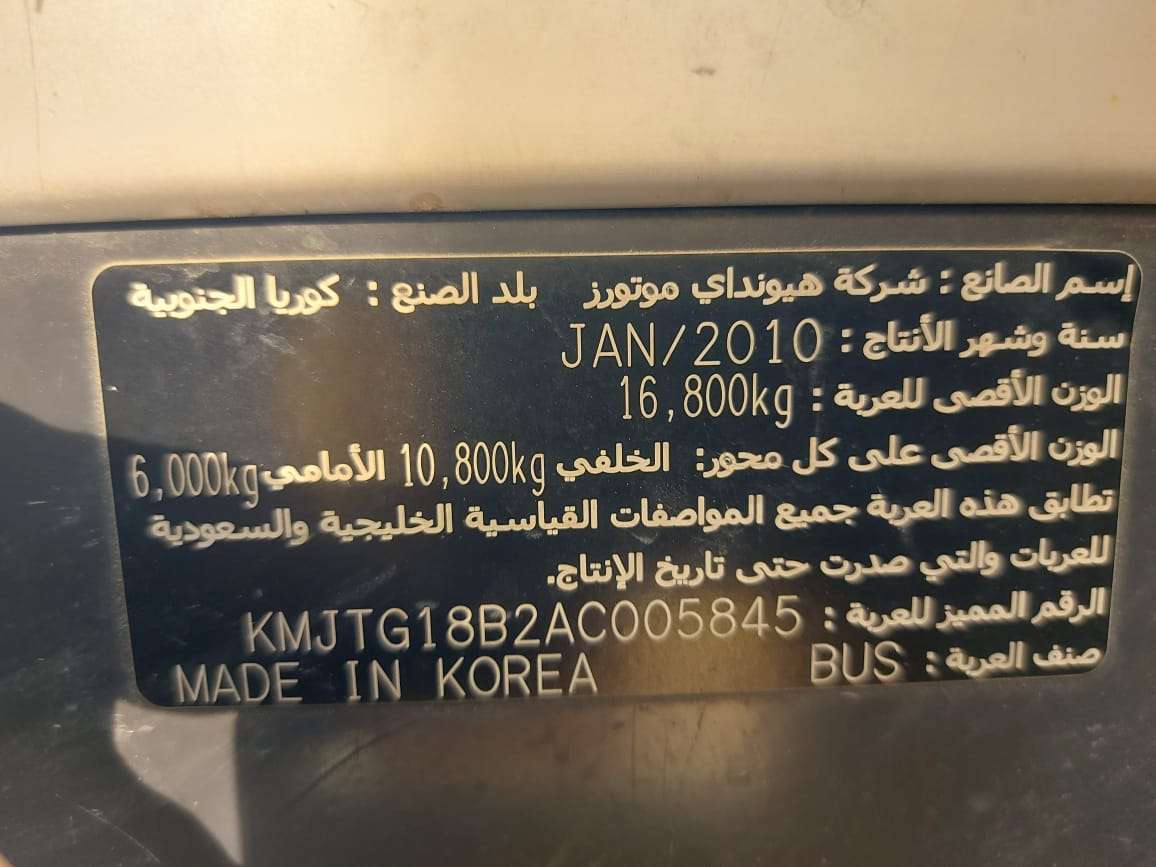 إسم الصانع : شركة هيونداي موتورز بلد الصنع : كوريا الجنوبية
سنة وشهر الأنتاج : JAN/2010
الوزن الأقصى للعربة : 16,800kg
الوزن الأقصى على كل محور: الخلفي 10,800kg الأمامي 6,000kg
تطابق هذه العربة جميع المواصفات القياسية الخليجية والسعودية
للعربات والتي صدرت حتى تاريخ الإنتاج.
الرقم المميز للعربة : KMJTG18B2AC005845
صنف العربة : BUS MADE IN KOREA